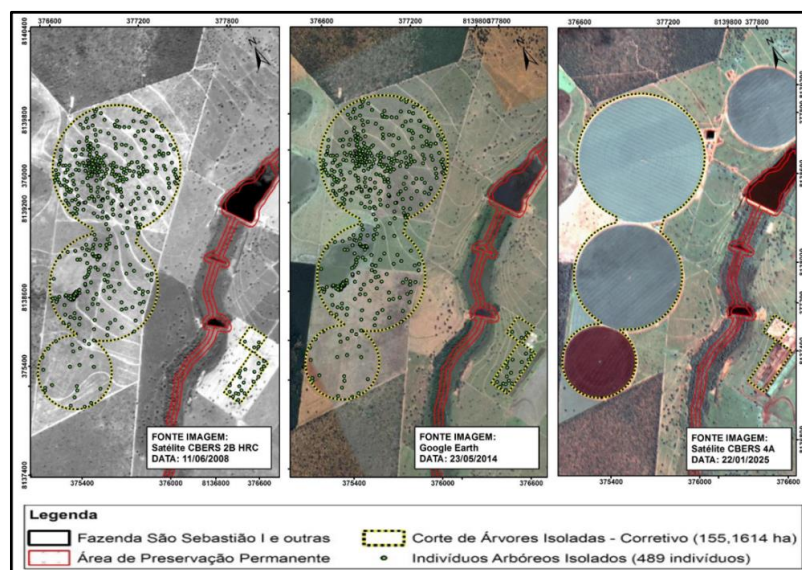 376600 377200 377800
376600 377200 8139800 377800
376600 377200 8139800 377800
8140400
8139800
376000
8139200
8138600
375400
8137400
FONTE IMAGEM:
Satélite CBERS 2B HRC
DATA: 11/06/2008
FONTE IMAGEM:
Google Earth
DATA: 23/05/2014
FONTE IMAGEM:
Satélite CBERS 4A
DATA: 22/01/2025
375400 376000 376600
375400 376000 376600
375400 376000 376600
Legenda
Fazenda São Sebastião I e outras
Corte de Árvores Isoladas - Corretivo (155,1614 ha)
Área de Preservação Permanente
Indivíduos Arbóreos Isolados (489 indivíduos)